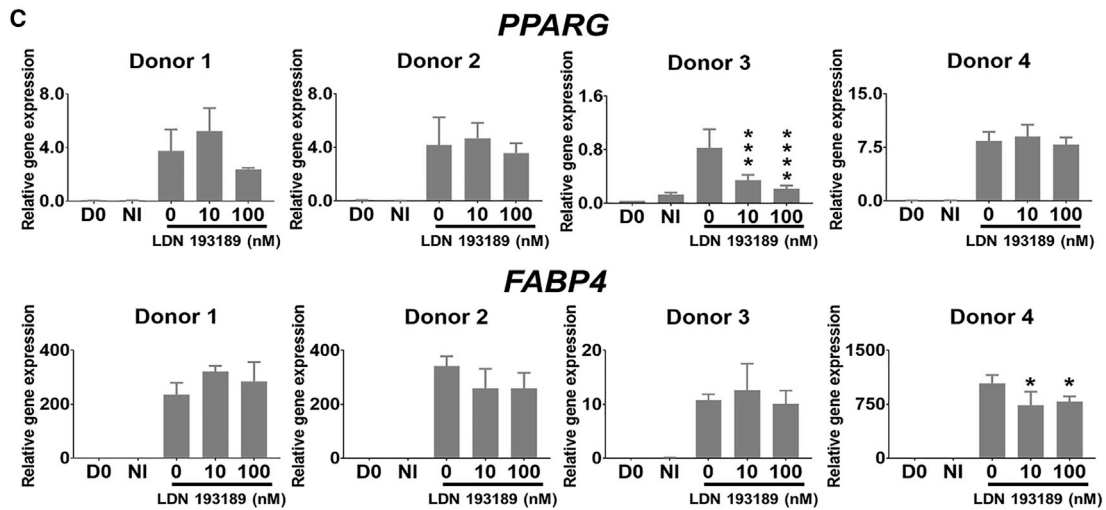 C
PPARG
Donor 1
Relative gene expression
8.0
4.0
0.0
D0 NI 0 10 100
LDN 193189 (nM)
Donor 2
Relative gene expression
8.0
4.0
0.0
D0 NI 0 10 100
LDN 193189 (nM)
Donor 3
Relative gene expression
1.6
0.8
0.0
***
****
D0 NI 0 10 100
LDN 193189 (nM)
Donor 4
Relative gene expression
15.0
7.5
0.0
D0 NI 0 10 100
LDN 193189 (nM)
FABP4
Donor 1
Relative gene expression
400
200
0
D0 NI 0 10 100
LDN 193189 (nM)
Donor 2
Relative gene expression
400
200
0
D0 NI 0 10 100
LDN 193189 (nM)
Donor 3
Relative gene expression
20
10
0
D0 NI 0 10 100
LDN 193189 (nM)
Donor 4
Relative gene expression
1500
750
0
* *
D0 NI 0 10 100
LDN 193189 (nM)